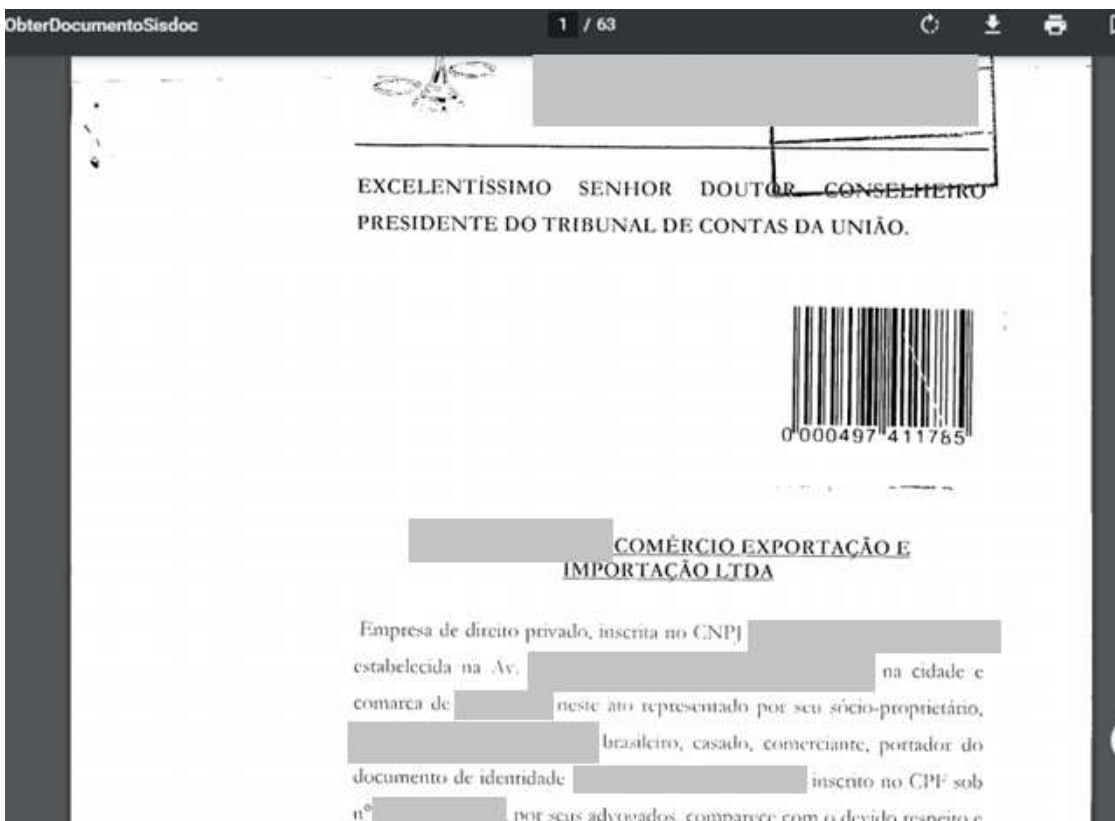 ObterDocumentoSisdoc
1 / 63
EXCELENTÍSSIMO SENHOR DOUTOR CONSELHEIRO
PRESIDENTE DO TRIBUNAL DE CONTAS DA UNIÃO.
0 000497 411785
COMÉRCIO EXPORTAÇÃO E
IMPORTAÇÃO LTDA
Empresa de direito privado, inscrita no CNPJ
estabelecida na Av. na cidade e
comarca de neste ato representado por seu sócio-proprietário,
brasileiro, casado, comerciante, portador do
documento de identidade inscrito no CPF sob
nº , por seus advogados, comparece com o devido respeito e